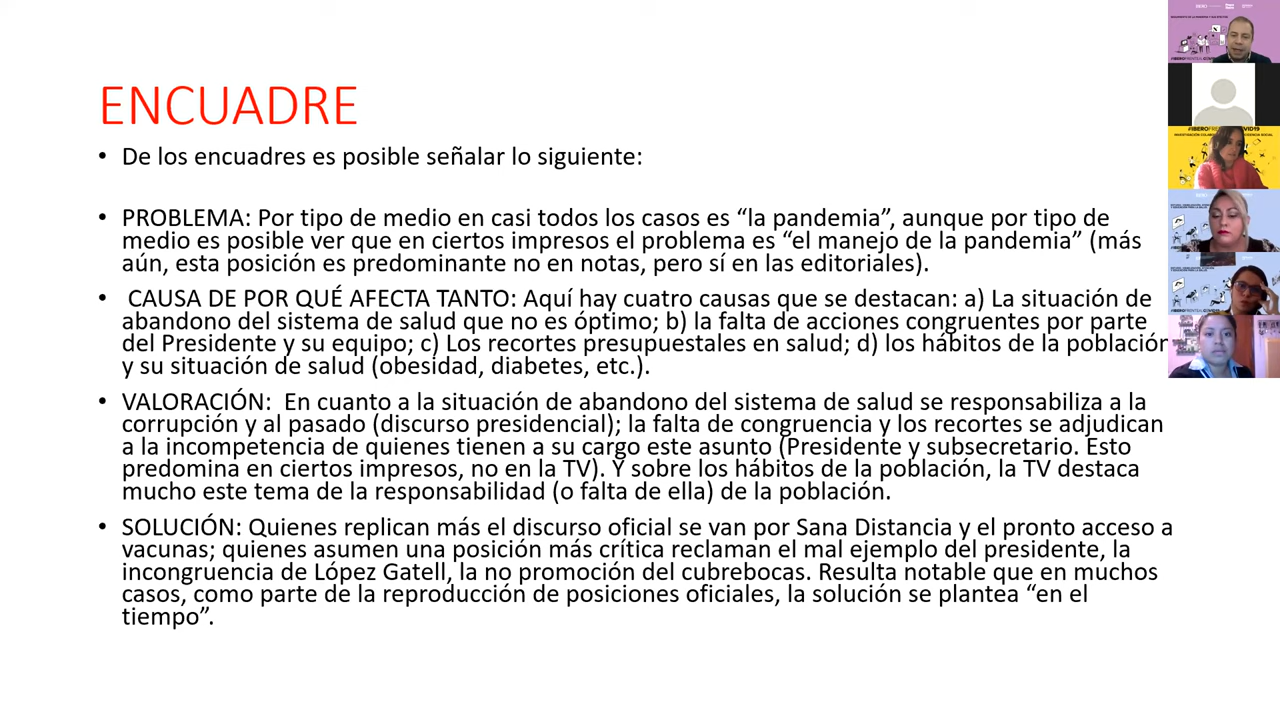 ENCUADRE
• De los encuadres es posible señalar lo siguiente:
• PROBLEMA: Por tipo de medio en casi todos los casos es “la pandemia”, aunque por tipo de
medio es posible ver que en ciertos impresos el problema es “el manejo de la pandemia” (más
aún, esta posición es predominante no en notas, pero sí en las editoriales).
• CAUSA DE POR QUÉ AFECTA TANTO: Aquí hay cuatro causas que se destacan: a) La situación de
abandono del sistema de salud que no es óptimo; b) la falta de acciones congruentes por parte
del Presidente y su equipo; c) Los recortes presupuestales en salud; d) los hábitos de la población
y su situación de salud (obesidad, diabetes, etc.).
• VALORACIÓN: En cuanto a la situación de abandono del sistema de salud se responsabiliza a la
corrupción y al pasado (discurso presidencial); la falta de congruencia y los recortes se adjudican
a la incompetencia de quienes tienen a su cargo este asunto (Presidente y subsecretario. Esto
predomina en ciertos impresos, no en la TV). Y sobre los hábitos de la población, la TV destaca
mucho este tema de la responsabilidad (o falta de ella) de la población.
• SOLUCIÓN: Quienes replican más el discurso oficial se van por Sana Distancia y el pronto acceso a
vacunas; quienes asumen una posición más crítica reclaman el mal ejemplo del presidente, la
incongruencia de López Gatell, la no promoción del cubrebocas. Resulta notable que en muchos
casos, como parte de la reproducción de posiciones oficiales, la solución se plantea “en el
tiempo”.